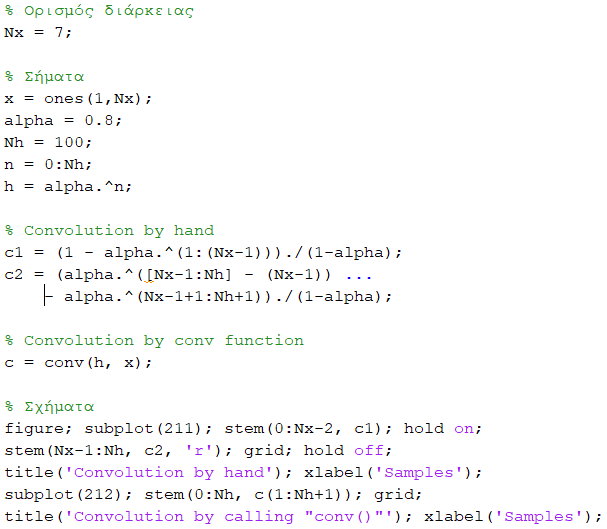 % Ορισμός διάρκειας
Nx = 7;
% Σήματα
x = ones(1,Nx);
alpha = 0.8;
Nh = 100;
n = 0:Nh;
h = alpha.^n;
% Convolution by hand
c1 = (1 - alpha.^(1:(Nx-1)))./(1-alpha);
c2 = (alpha.^([Nx-1:Nh] - (Nx-1)) ...
- alpha.^(Nx-1+1:Nh+1))./(1-alpha);
% Convolution by conv function
c = conv(h, x);
% Σχήματα
figure; subplot(211); stem(0:Nx-2, c1); hold on;
stem(Nx-1:Nh, c2, 'r'); grid; hold off;
title('Convolution by hand'); xlabel('Samples');
subplot(212); stem(0:Nh, c(1:Nh+1)); grid;
title('Convolution by calling "conv()"'); xlabel('Samples');